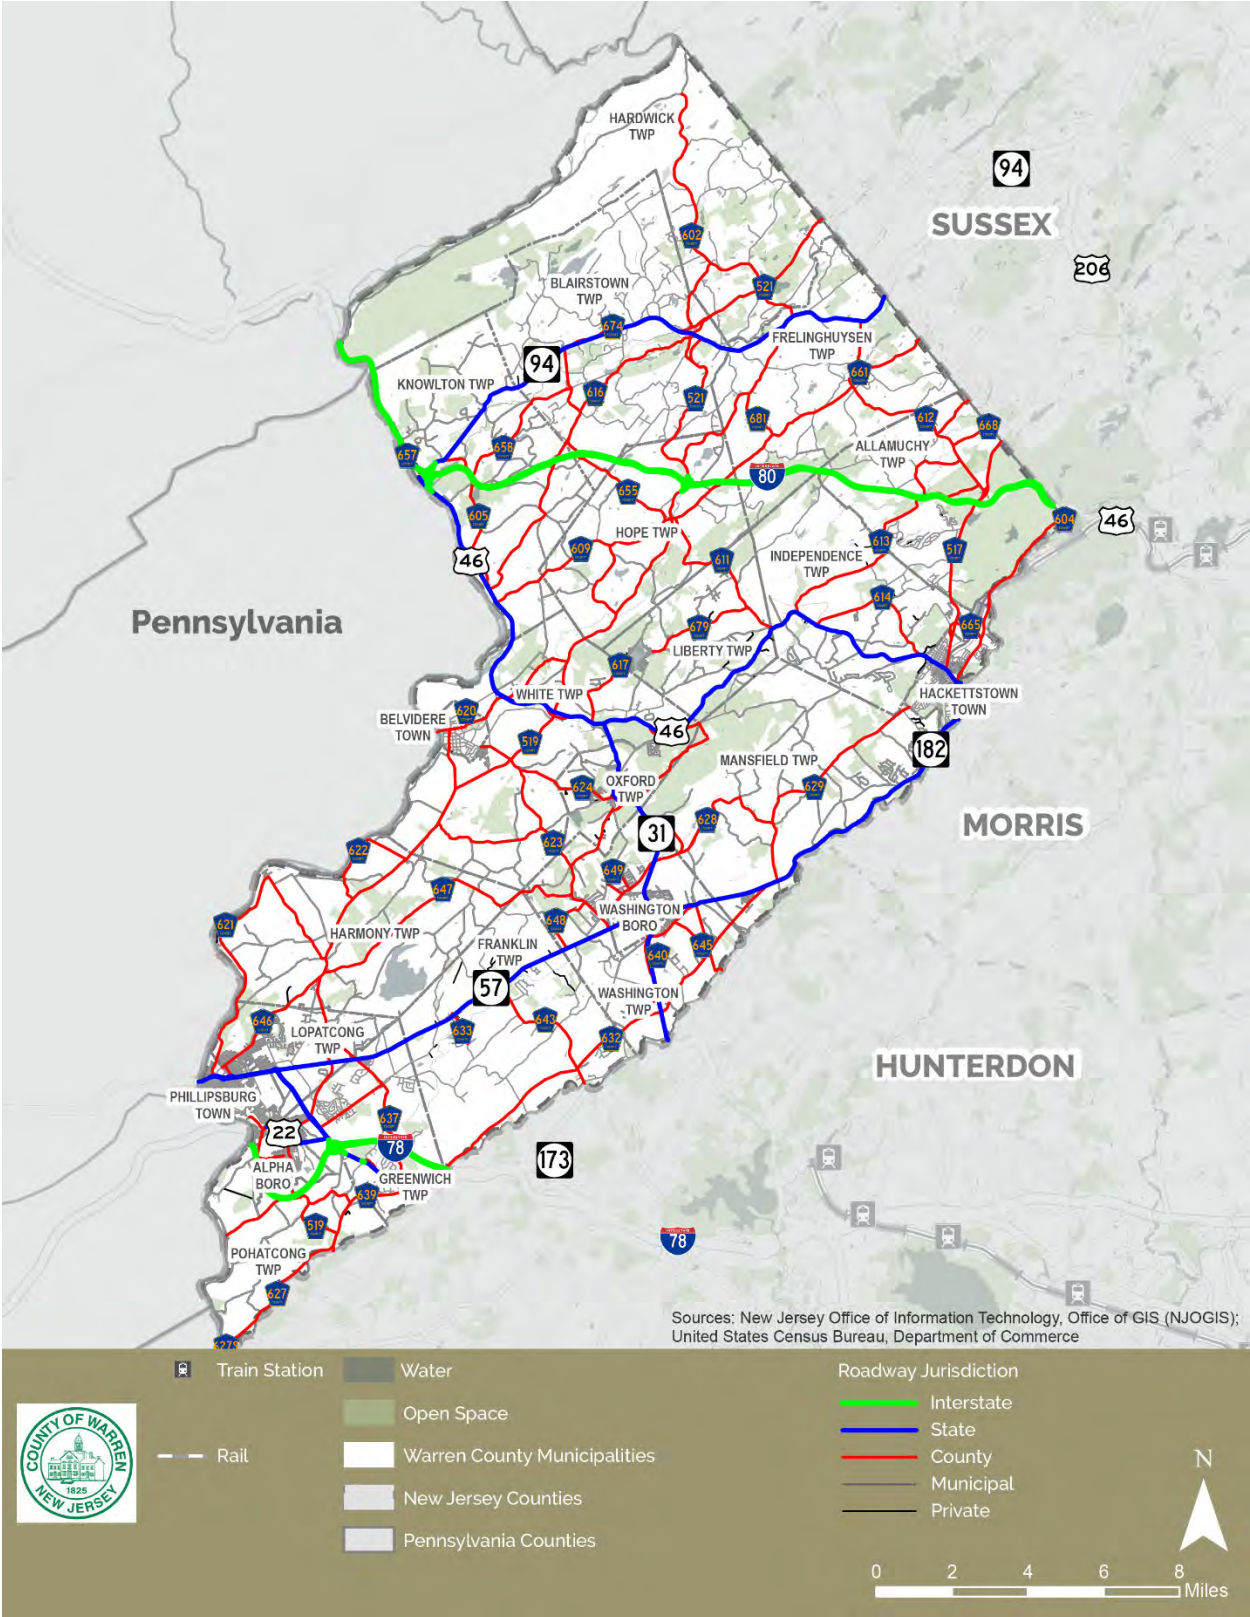 HARDWICK
TWP
94
SUSSEX
602
206
521
BLAIRSTOWN
TWP
674
FRELINGHUYSEN
TWP
94
KNOWLTON TWP
661
616
521
681
612
668
658
ALLAMUCHY
TWP
657
80
655
605
604
46
HOPE TWP
613
517
609
46
611
INDEPENDENCE
TWP
614
Pennsylvania
679
665
LIBERTY TWP
617
WHITE TWP
HACKETTSTOWN
TOWN
BELVIDERE
TOWN
620
519
46
182
MANSFIELD TWP
OXFORD
TWP
624
629
MORRIS
628
31
623
622
649
647
WASHINGTON
BORO
648
621
HARMONY TWP
FRANKLIN
TWP
645
640
57
WASHINGTON
TWP
646
643
633
LOPATCONG
TWP
632
HUNTERDON
PHILLIPSBURG
TOWN
637
22
78
173
ALPHA
BORO
GREENWICH
TWP
639
519
78
POHATCONG
TWP
627
627S
Sources: New Jersey Office of Information Technology, Office of GIS (NJOGIS);
United States Census Bureau, Department of Commerce
Train Station
Rail
Water
Open Space
Warren County Municipalities
New Jersey Counties
Pennsylvania Counties
Roadway Jurisdiction
Interstate
State
County
Municipal
Private
COUNTY OF WARREN
1825
NEW JERSEY
N
0 2 4 6 8
Miles